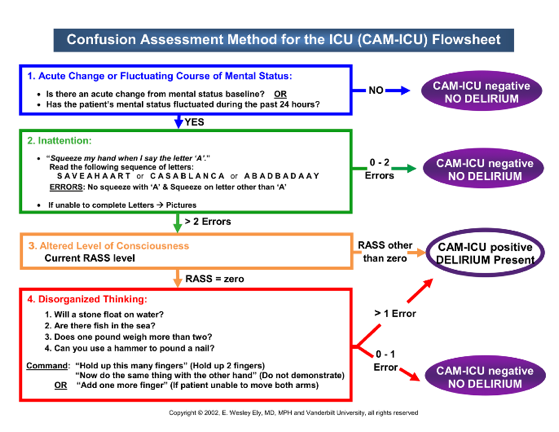 Confusion Assessment Method for the ICU (CAM-ICU) Flowsheet
1. Acute Change or Fluctuating Course of Mental Status:
• Is there an acute change from mental status baseline? OR
• Has the patient's mental status fluctuated during the past 24 hours?
NO
CAM-ICU negative
NO DELIRIUM
YES
2. Inattention:
• "Squeeze my hand when I say the letter 'A'."
Read the following sequence of letters:
S A V E A H A A R T or C A S A B L A N C A or A B A D B A D A A Y
ERRORS: No squeeze with 'A' & Squeeze on letter other than 'A'
• If unable to complete Letters → Pictures
0 - 2
Errors
CAM-ICU negative
NO DELIRIUM
> 2 Errors
3. Altered Level of Consciousness
Current RASS level
RASS other
than zero
CAM-ICU positive
DELIRIUM Present
RASS = zero
4. Disorganized Thinking:
1. Will a stone float on water?
2. Are there fish in the sea?
3. Does one pound weigh more than two?
4. Can you use a hammer to pound a nail?
Command: "Hold up this many fingers" (Hold up 2 fingers)
"Now do the same thing with the other hand" (Do not demonstrate)
OR "Add one more finger" (If patient unable to move both arms)
> 1 Error
0 - 1
Error
CAM-ICU negative
NO DELIRIUM
Copyright © 2002, E. Wesley Ely, MD, MPH and Vanderbilt University, all rights reserved